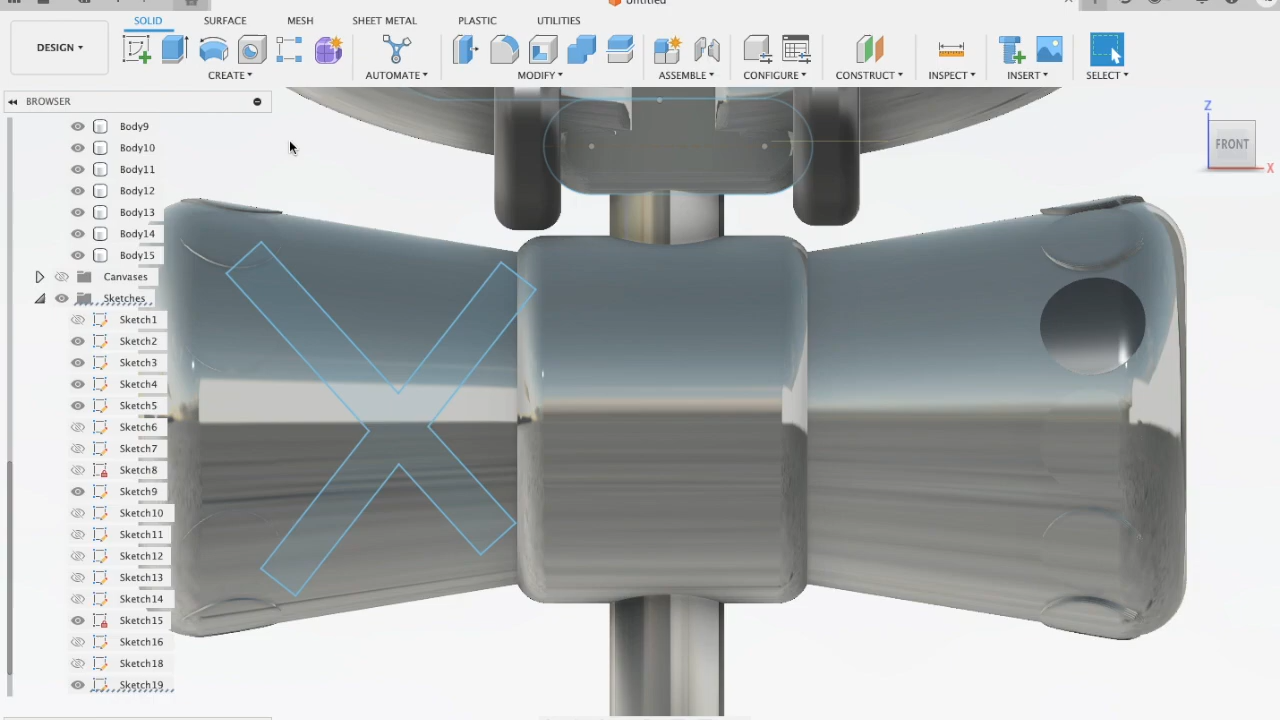 Untitled
SOLID SURFACE MESH SHEET METAL PLASTIC UTILITIES
DESIGN
CREATE AUTOMATE MODIFY ASSEMBLE CONFIGURE CONSTRUCT INSPECT INSERT SELECT
BROWSER
Body9
Body10
Body11
Body12
Body13
Body14
Body15
Canvases
Sketches
Sketch1
Sketch2
Sketch3
Sketch4
Sketch5
Sketch6
Sketch7
Sketch8
Sketch9
Sketch10
Sketch11
Sketch12
Sketch13
Sketch14
Sketch15
Sketch16
Sketch18
Sketch19
Z
FRONT
X